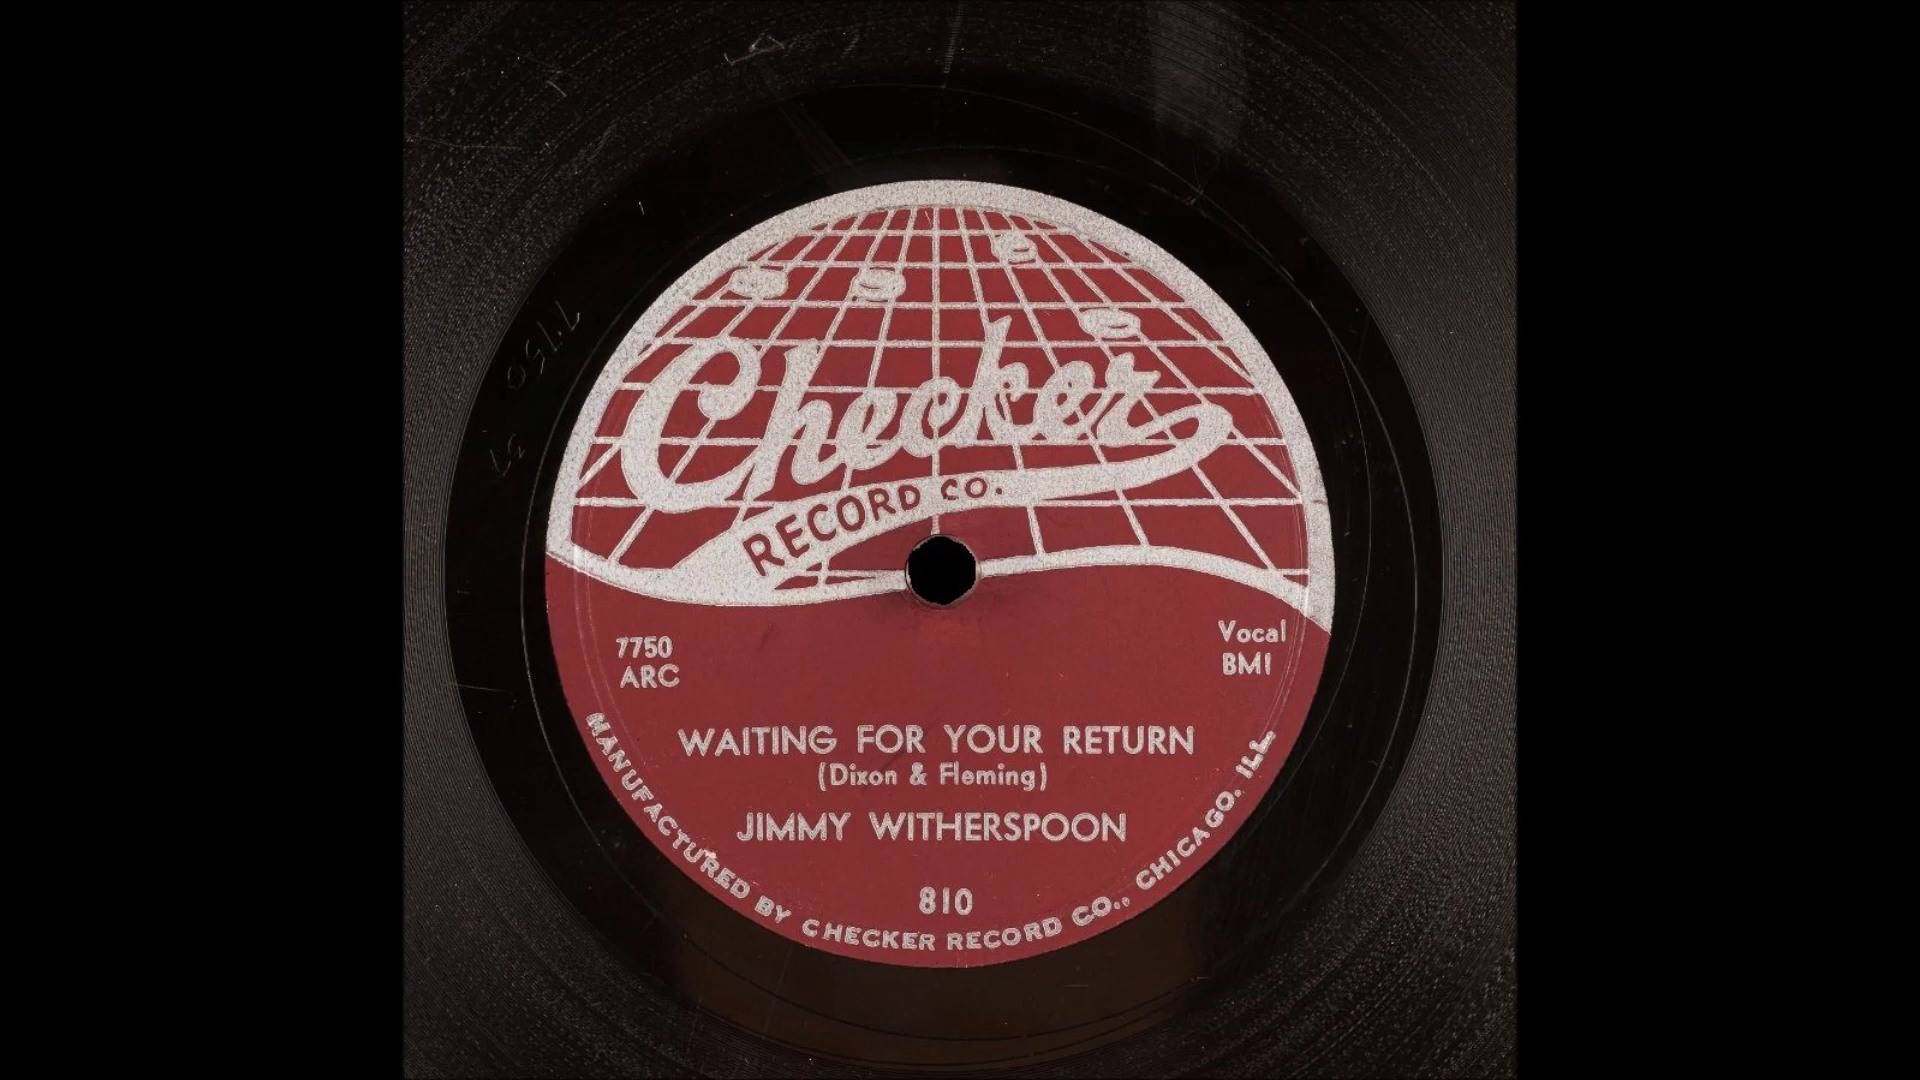 Checker
RECORD CO.
7750
ARC
Vocal
BMI
WAITING FOR YOUR RETURN
(Dixon & Fleming)
JIMMY WITHERSPOON
810
MANUFACTURED BY CHECKER RECORD CO., CHICAGO, ILL.